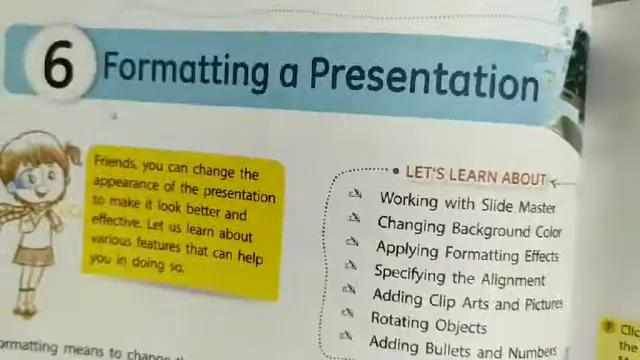 6 Formatting a Presentation
Friends, you can change the
appearance of the presentation
to make it look better and
effective. Let us learn about
various features that can help
you in doing so.
LET'S LEARN ABOUT
Working with Slide Master
Changing Background Color
Applying Formatting Effects
Specifying the Alignment
Adding Clip Arts and Pictures
Rotating Objects
Adding Bullets and Numbers
ormatting means to change
Clic
the